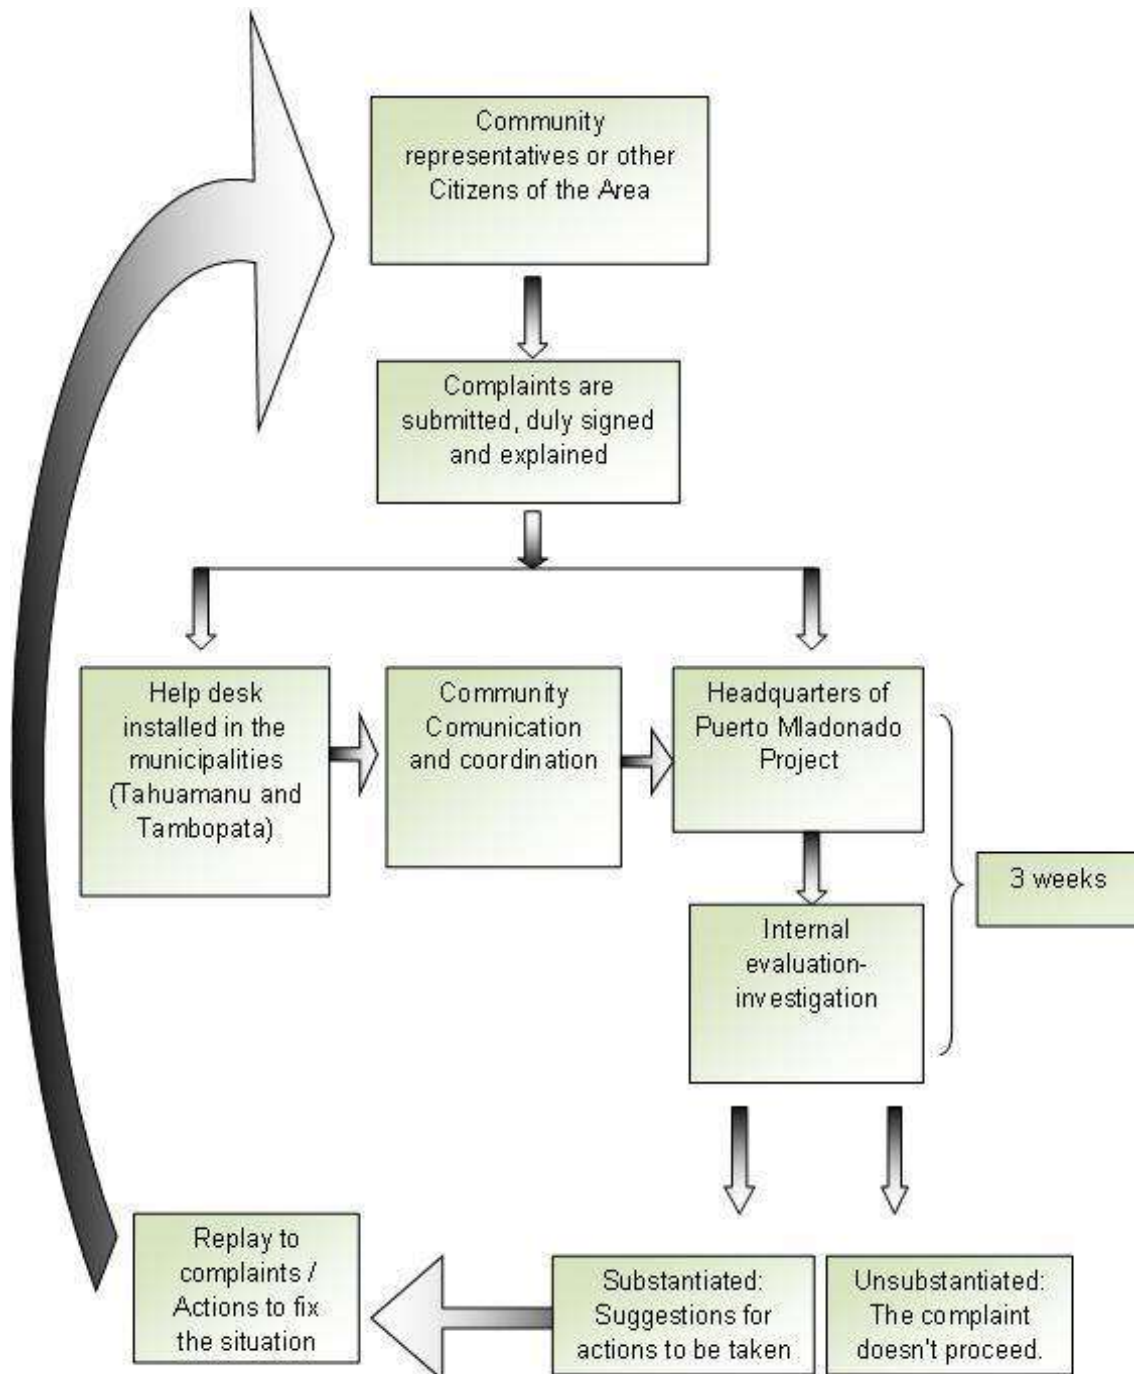 Community
representatives or other
Citizens of the Area
Complaints are
submitted, duly signed
and explained
Help desk
installed in the
municipalities
(Tahuamanu and
Tambopata)
Community
Comunication
and coordination
Headquarters of
Puerto Mladonado
Project
3 weeks
Internal
evaluation-
investigation
Replay to
complaints /
Actions to fix
the situation
Substantiated:
Suggestions for
actions to be taken
Unsubstantiated:
The complaint
doesn't proceed.